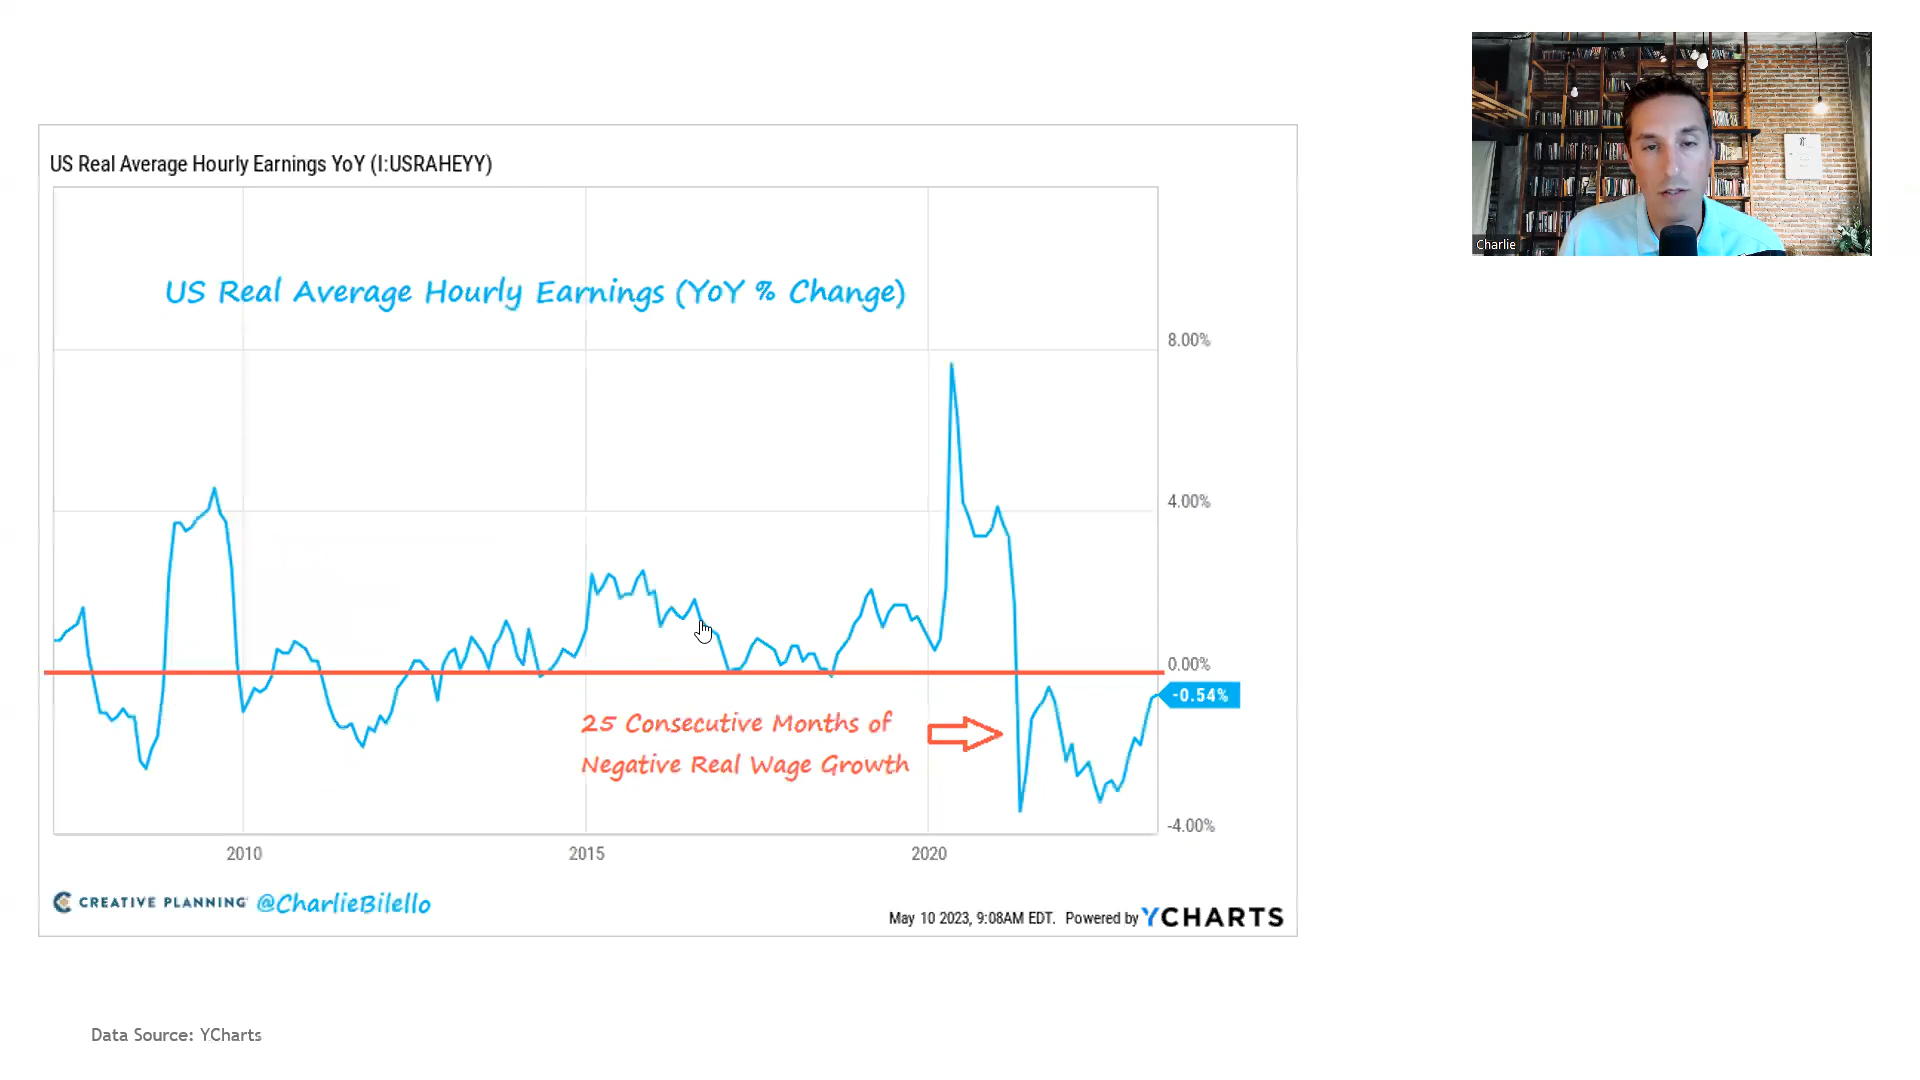 US Real Average Hourly Earnings YoY (I:USRAHEYY)
US Real Average Hourly Earnings (YoY % Change)
8.00%
4.00%
0.00%
-0.54%
25 Consecutive Months of
Negative Real Wage Growth
-4.00%
2010 2015 2020
CREATIVE PLANNING @CharlieBilello
May 10 2023, 9:08AM EDT. Powered by YCHARTS
Data Source: YCharts
Charlie